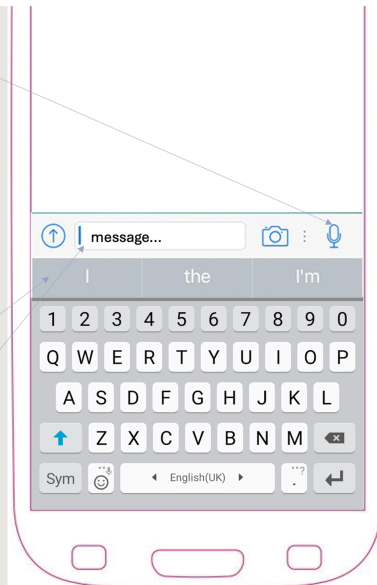 message...
I the I'm
1 2 3 4 5 6 7 8 9 0
Q W E R T Y U I O P
A S D F G H J K L
Z X C V B N M
Sym English(UK) . ?